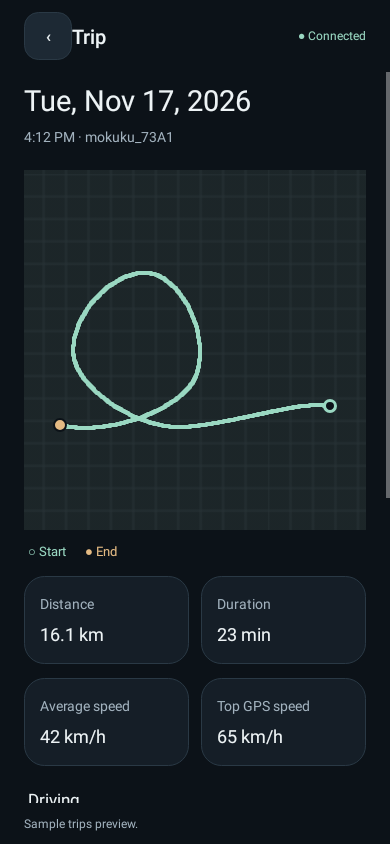 ‹ Trip ● Connected
Tue, Nov 17, 2026
4:12 PM · mokuku_73A1
○ Start ● End
Distance Duration
16.1 km 23 min
Average speed Top GPS speed
42 km/h 65 km/h
Driving
Sample trips preview.